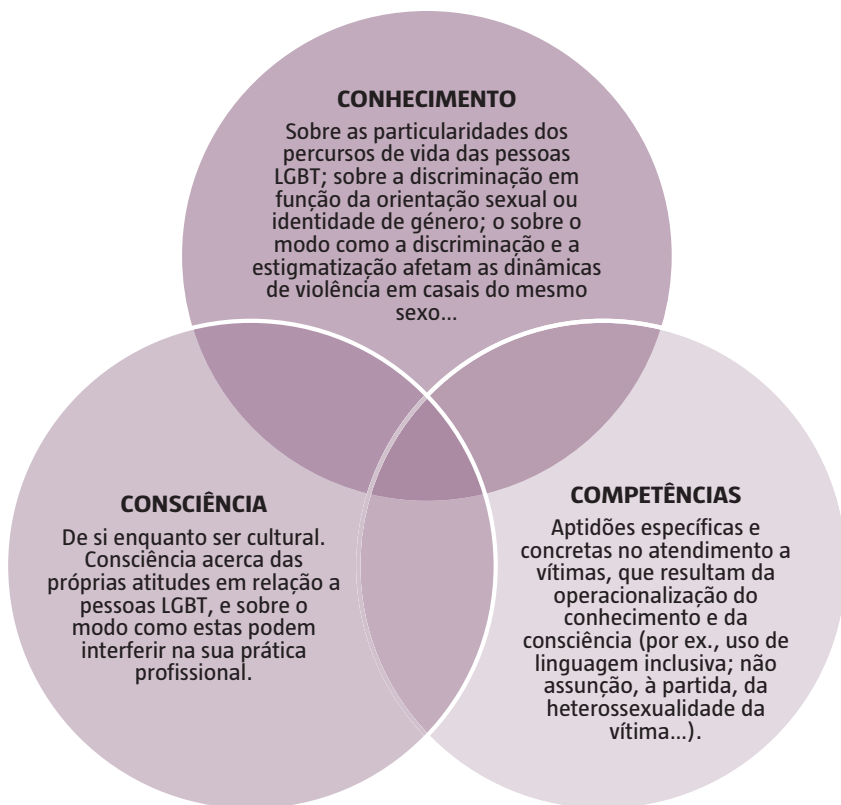 CONHECIMENTO
Sobre as particularidades dos
percursos de vida das pessoas
LGBT; sobre a discriminação em
função da orientação sexual ou
identidade de género; o sobre o
modo como a discriminação e a
estigmatização afetam as dinâmicas
de violência em casais do mesmo
sexo...
CONSCIÊNCIA
De si enquanto ser cultural.
Consciência acerca das
próprias atitudes em relação a
pessoas LGBT, e sobre o
modo como estas podem
interferir na sua prática
profissional.
COMPETÊNCIAS
Aptidões específicas e
concretas no atendimento a
vítimas, que resultam da
operacionalização do
conhecimento e da
consciência (por ex., uso de
linguagem inclusiva; não
assunção, à partida, da
heterossexualidade da
vítima...).